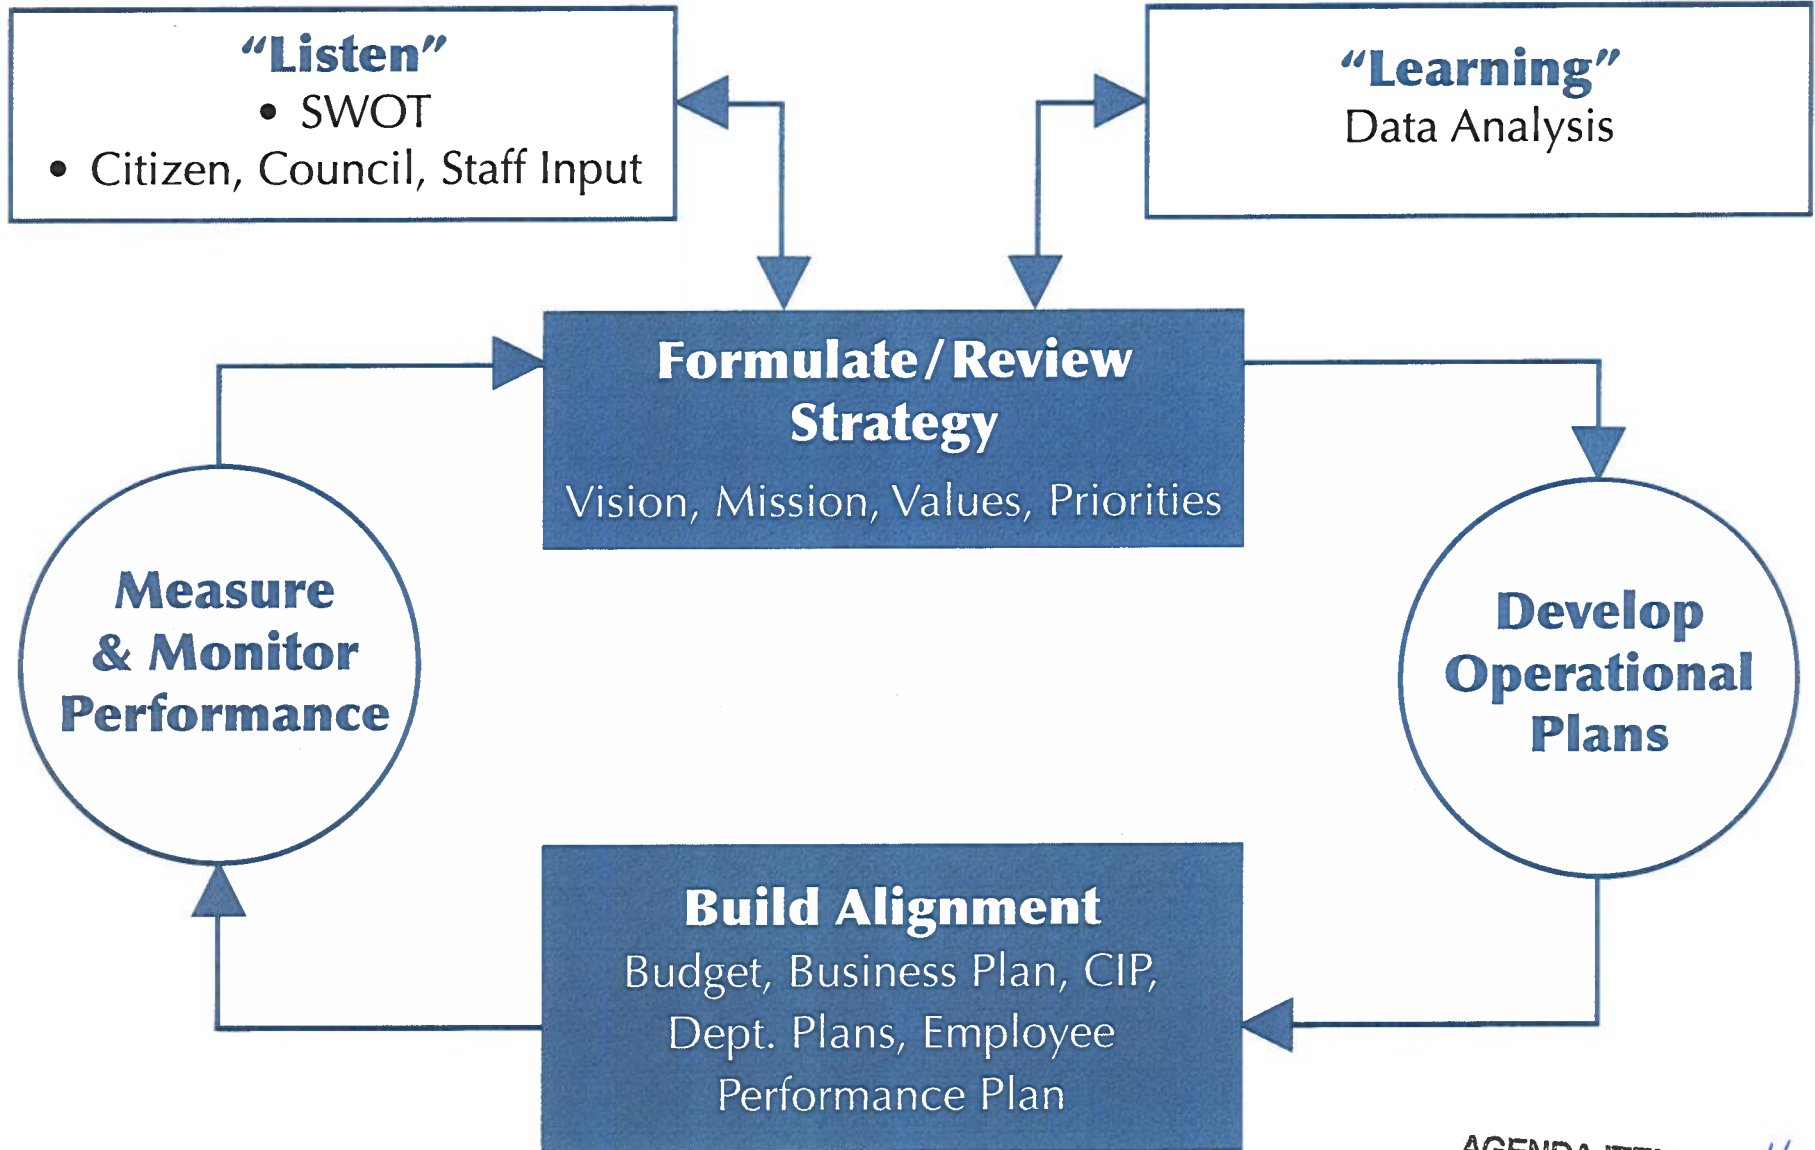 “Listen”
• SWOT
• Citizen, Council, Staff Input
“Learning”
Data Analysis
Formulate/Review
Strategy
Vision, Mission, Values, Priorities
Measure
& Monitor
Performance
Develop
Operational
Plans
Build Alignment
Budget, Business Plan, CIP,
Dept. Plans, Employee
Performance Plan
AGENDA